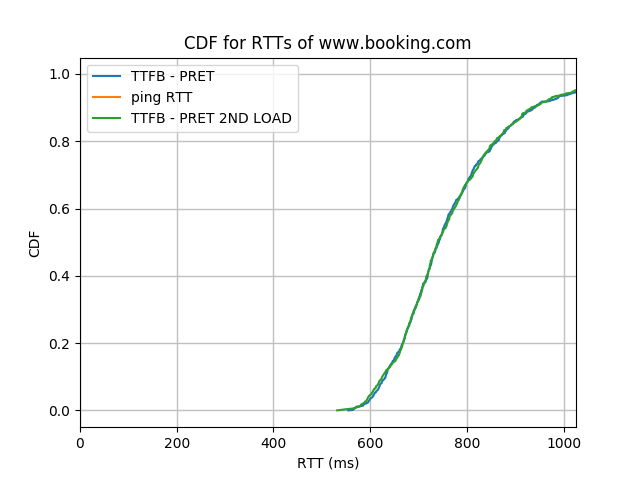 CDF for RTTs of www.booking.com
TTFB - PRET
ping RTT
TTFB - PRET 2ND LOAD
1.0
0.8
0.6
0.4
0.2
0.0
CDF
0 200 400 600 800 1000
RTT (ms)